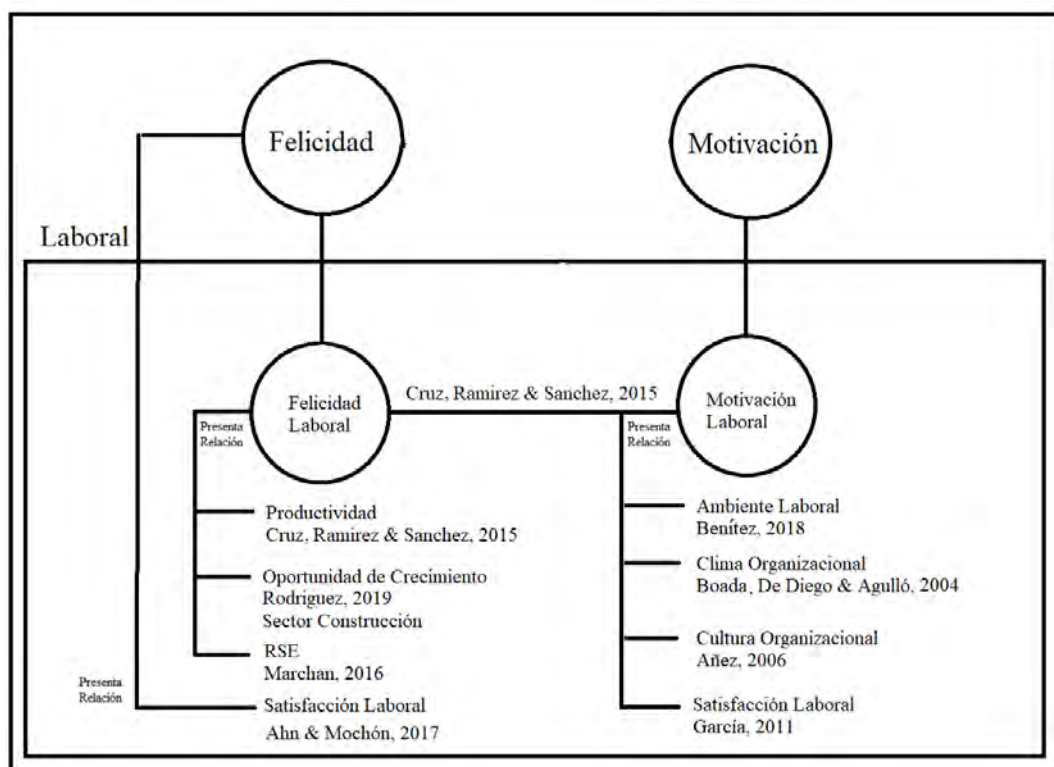 Felicidad
Motivación
Laboral
Felicidad
Laboral
Cruz, Ramirez & Sanchez, 2015
Motivación
Laboral
Presenta
Relación
Productividad
Cruz, Ramirez & Sanchez, 2015
Oportunidad de Crecimiento
Rodriguez, 2019
Sector Construcción
RSE
Marchan, 2016
Presenta
Relación
Satisfacción Laboral
Ahn & Mochón, 2017
Presenta
Relación
Ambiente Laboral
Benítez, 2018
Clima Organizacional
Boada, De Diego & Agulló, 2004
Cultura Organizacional
Añez, 2006
Satisfacción Laboral
García, 2011